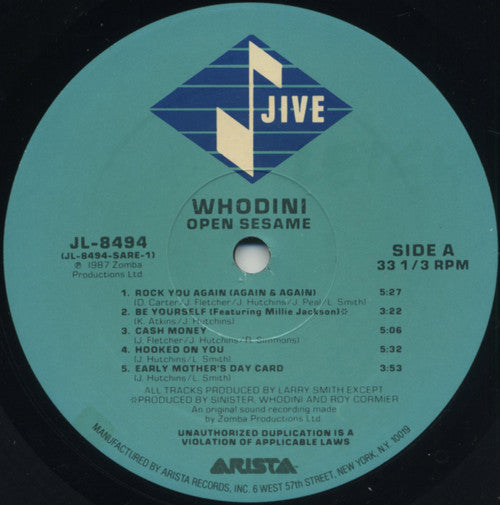 JIVE
WHODINI
OPEN SESAME
JL-8494
(JL-8494-SARE-1)
℗ 1987 Zomba
Productions Ltd.
SIDE A
33 1/3 RPM
1. ROCK YOU AGAIN (AGAIN & AGAIN) 5:27
(D. Carter/J. Fletcher/J. Hutchins/J. Peal/L. Smith)
2. BE YOURSELF (Featuring Millie Jackson)☆ 3:22
(K. Atkins/J. Hutchins)
3. CASH MONEY 5:06
(J. Fletcher/J. Hutchins/R. Simmons)
4. HOOKED ON YOU 5:32
(J. Hutchins/L. Smith)
5. EARLY MOTHER'S DAY CARD 3:53
(J. Hutchins/L. Smith)
ALL TRACKS PRODUCED BY LARRY SMITH EXCEPT
☆PRODUCED BY SINISTER, WHODINI AND ROY CORMIER
An original sound recording made
by Zomba Productions Ltd.
UNAUTHORIZED DUPLICATION IS A
VIOLATION OF APPLICABLE LAWS
ARISTA
MANUFACTURED BY ARISTA RECORDS, INC. 6 WEST 57th STREET, NEW YORK, N.Y. 10019